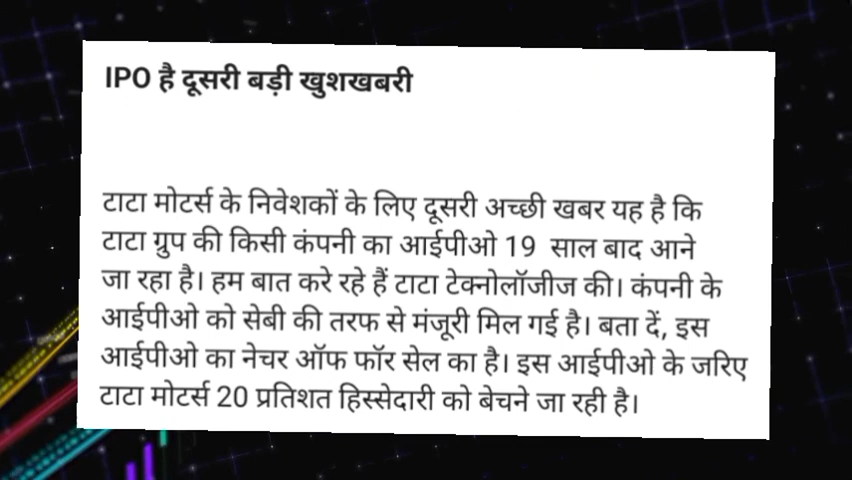 IPO है दूसरी बड़ी खुशखबरी
टाटा मोटर्स के निवेशकों के लिए दूसरी अच्छी खबर यह है कि
टाटा ग्रुप की किसी कंपनी का आईपीओ 19 साल बाद आने
जा रहा है। हम बात करे रहे हैं टाटा टेक्नोलॉजीज की। कंपनी के
आईपीओ को सेबी की तरफ से मंजूरी मिल गई है। बता दें, इस
आईपीओ का नेचर ऑफ फॉर सेल का है। इस आईपीओ के जरिए
टाटा मोटर्स 20 प्रतिशत हिस्सेदारी को बेचने जा रही है।